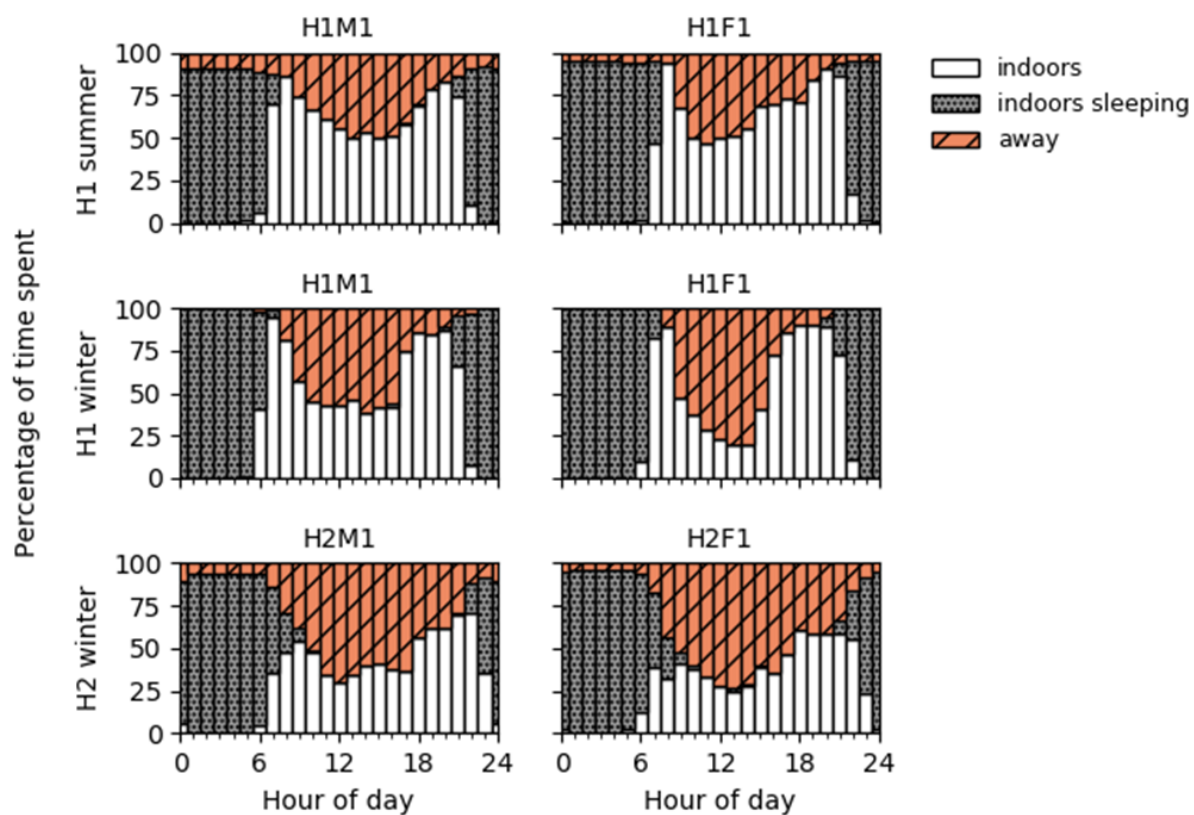 H1M1
H1F1
indoors
indoors sleeping
away
H1 summer
100
75
50
25
0
H1M1
H1F1
H1 winter
100
75
50
25
0
Percentage of time spent
H2M1
H2F1
H2 winter
100
75
50
25
0
0 6 12 18 24
0 6 12 18 24
Hour of day
Hour of day